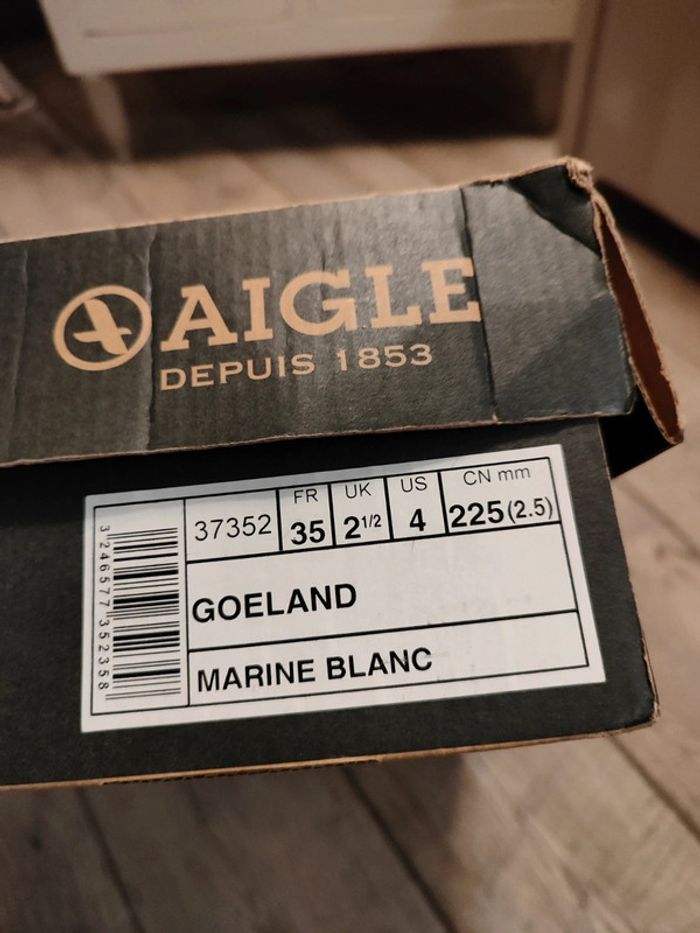 AIGLE
DEPUIS 1853
37352
FR
35
UK
2 1/2
US
4
CN mm
225(2.5)
GOELAND
MARINE BLANC
3 246577 352358